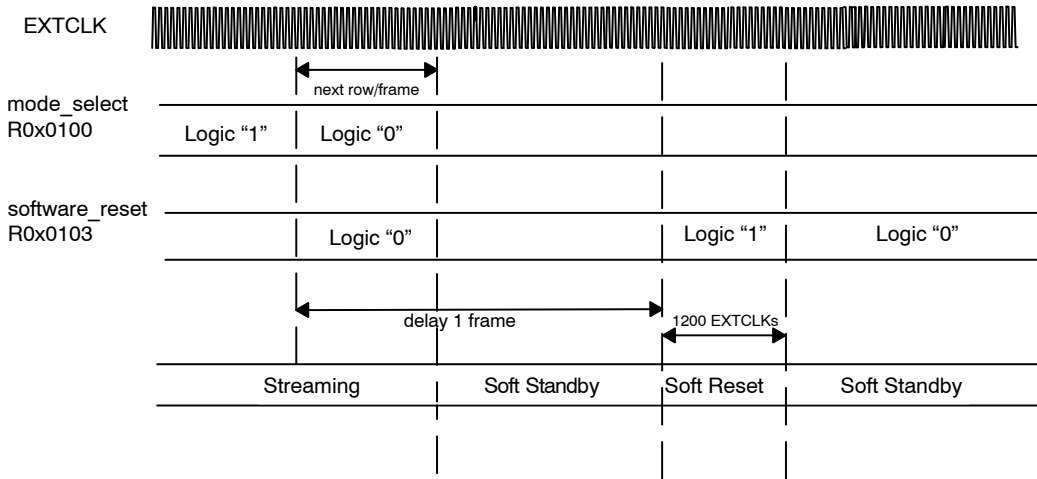 EXTCLK
next row/frame
mode_select
R0x0100
Logic “1” Logic “0”
software_reset
R0x0103
Logic “0” Logic “1” Logic “0”
delay 1 frame 1200 EXTCLKs
Streaming Soft Standby Soft Reset Soft Standby